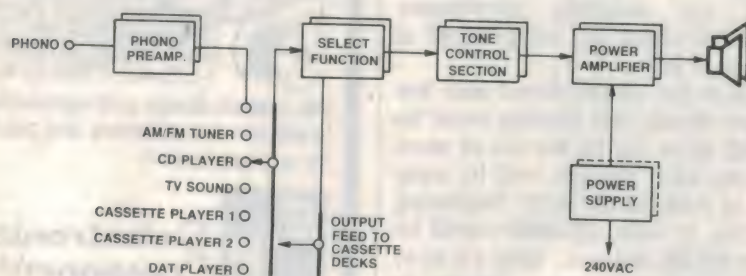 PHONO
PHONO
PREAMP.
SELECT
FUNCTION
TONE
CONTROL
SECTION
POWER
AMPLIFIER
AM/FM TUNER
CD PLAYER
TV SOUND
CASSETTE PLAYER 1
CASSETTE PLAYER 2
DAT PLAYER
OUTPUT
FEED TO
CASSETTE
DECKS
POWER
SUPPLY
240VAC